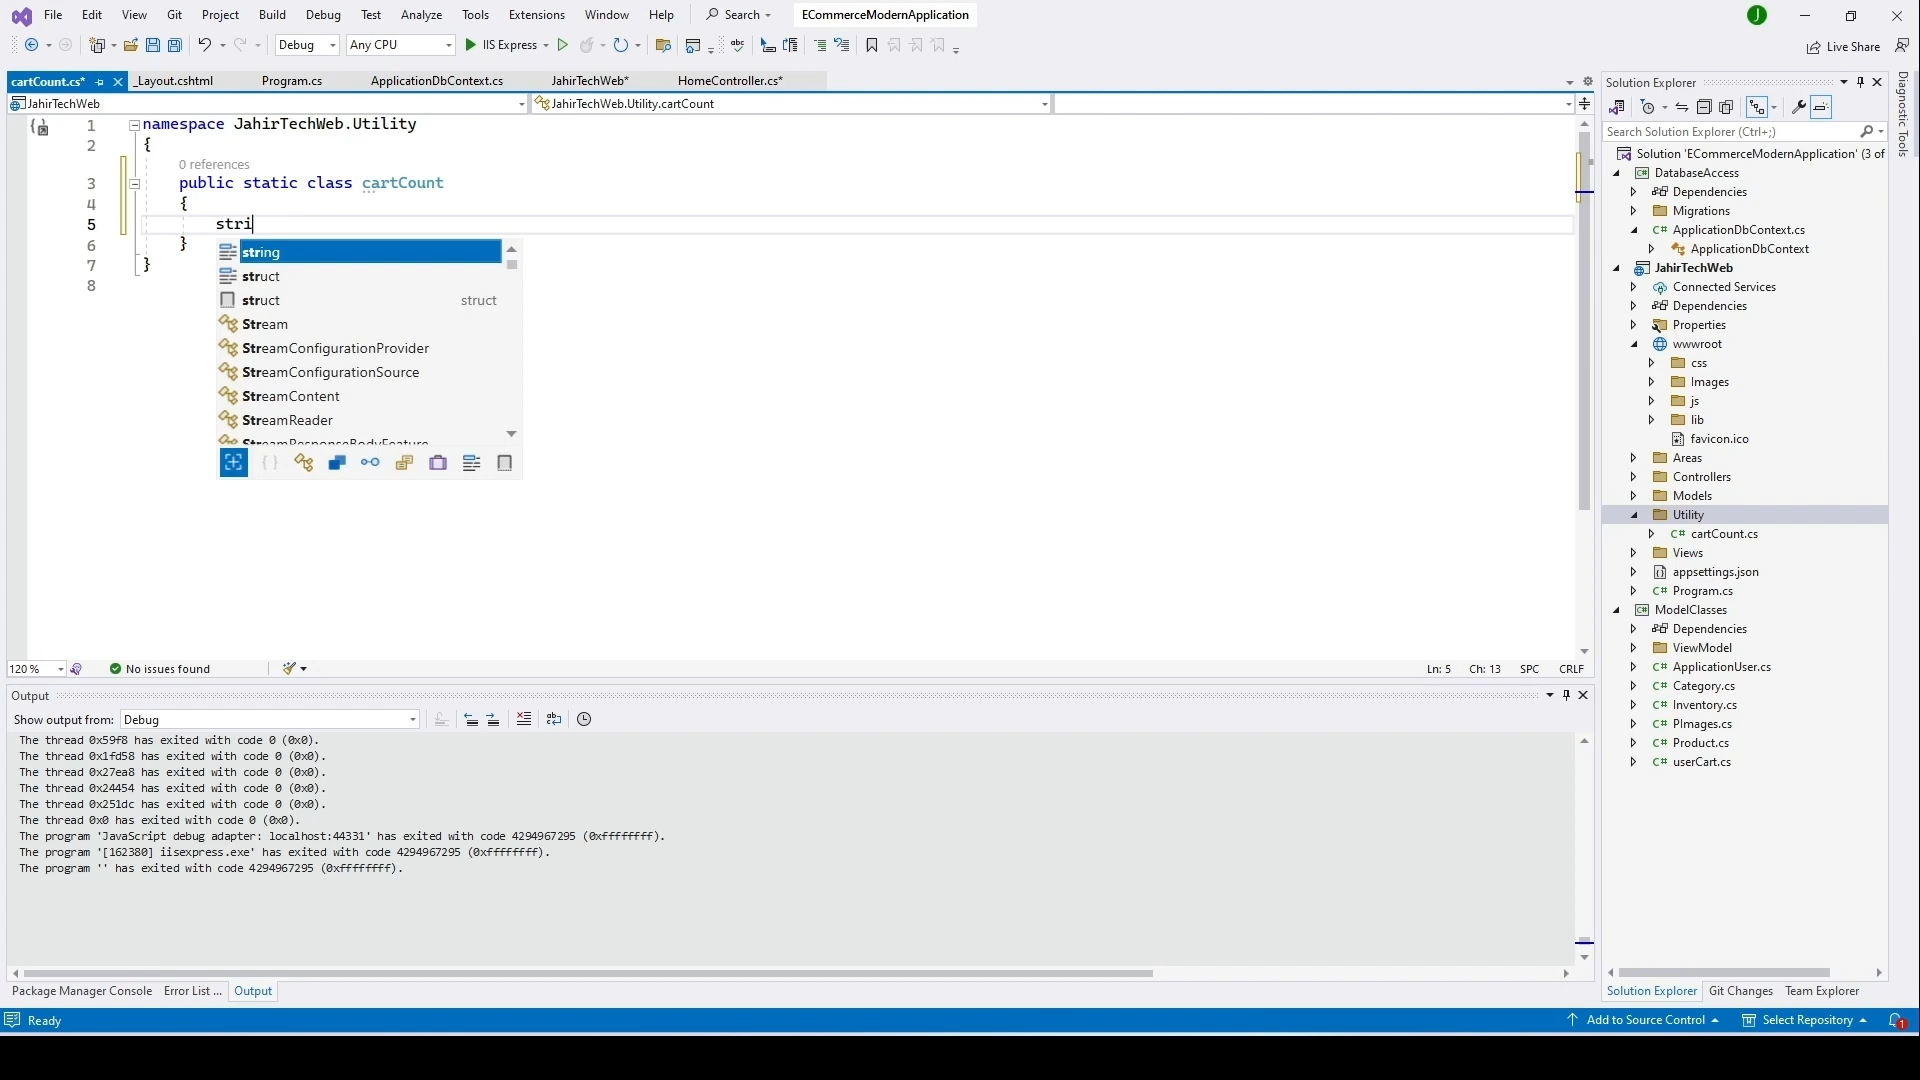 File Edit View Git Project Build Debug Test Analyze Tools Extensions Window Help Search ECommerceModernApplication J
Debug Any CPU IIS Express Live Share
cartCount.cs* _Layout.cshtml Program.cs ApplicationDbContext.cs JahirTechWeb* HomeController.cs*
JahirTechWeb JahirTechWeb.Utility.cartCount
1 namespace JahirTechWeb.Utility
2 {
0 references
3 public static class cartCount
4 {
5 stri
6 }
7 }
8
string
struct
struct struct
Stream
StreamConfigurationProvider
StreamConfigurationSource
StreamContent
StreamReader
StreamResponseBodyFeature
120 % No issues found Ln: 5 Ch: 13 SPC CRLF
Output
Show output from: Debug
The thread 0x59f8 has exited with code 0 (0x0).
The thread 0x1fd58 has exited with code 0 (0x0).
The thread 0x27ea8 has exited with code 0 (0x0).
The thread 0x24454 has exited with code 0 (0x0).
The thread 0x251dc has exited with code 0 (0x0).
The thread 0x0 has exited with code 0 (0x0).
The program 'JavaScript debug adapter: localhost:44331' has exited with code 4294967295 (0xffffffff).
The program '[162380] iisexpress.exe' has exited with code 4294967295 (0xffffffff).
The program '' has exited with code 4294967295 (0xffffffff).
Package Manager Console Error List ... Output
Solution Explorer
Search Solution Explorer (Ctrl+;)
Solution 'ECommerceModernApplication' (3 of
DatabaseAccess
Dependencies
Migrations
C# ApplicationDbContext.cs
ApplicationDbContext
JahirTechWeb
Connected Services
Dependencies
Properties
wwwroot
css
Images
js
lib
favicon.ico
Areas
Controllers
Models
Utility
C# cartCount.cs
Views
appsettings.json
C# Program.cs
ModelClasses
Dependencies
ViewModel
C# ApplicationUser.cs
C# Category.cs
C# Inventory.cs
C# PImages.cs
C# Product.cs
C# userCart.cs
Solution Explorer Git Changes Team Explorer
Diagnostic Tools
Ready Add to Source Control Select Repository 1